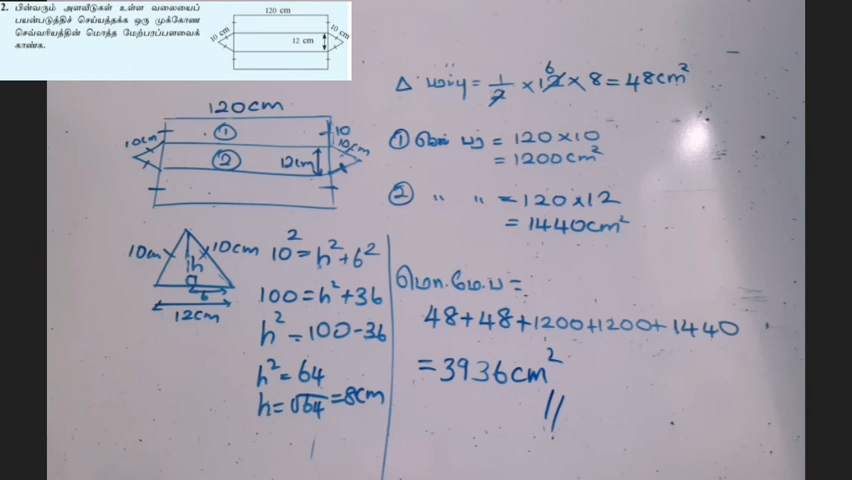 2. பின்வரும் அளவீடுகள் உள்ள வலையைப்
பயன்படுத்திச் செய்யத்தக்க ஒரு முக்கோண
செவ்வரியத்தின் மொத்த மேற்பரப்பளவைக்
காண்க.
120 cm
10 cm
10 cm
12 cm
120cm
①
10
10cm
10cm
②
12cm
10cm
10cm
h
6
12cm
10² = h² + 6²
100 = h² + 36
h² = 100 - 36
h² = 64
h = √64 = 8cm
Δ = 1/2 × 12 × 8 = 48cm²
6
① = 120 × 10
= 1200cm²
② " " = 120 × 12
= 1440cm²
மொ.மே.ப =
48 + 48 + 1200 + 1200 + 1440
= 3936cm²